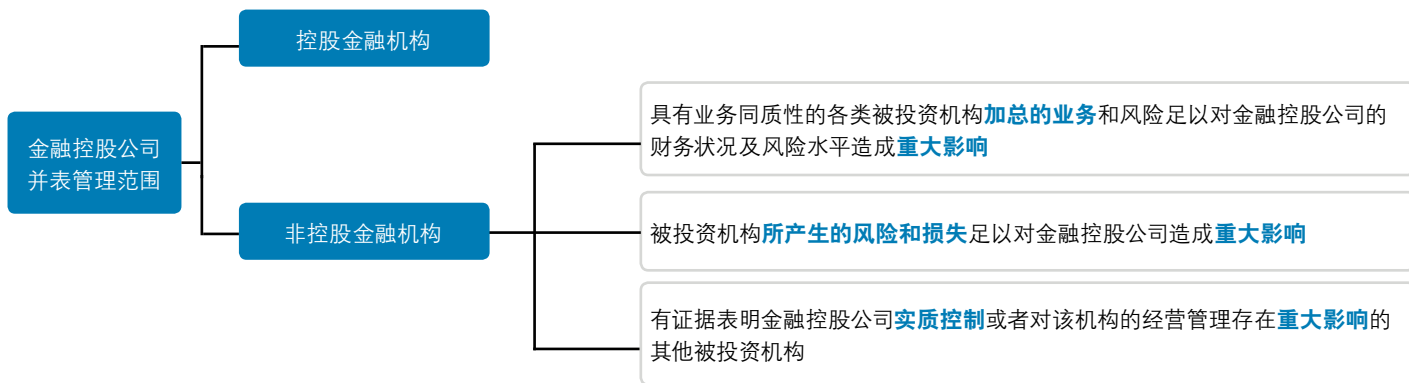 控股金融机构
金融控股公司
并表管理范围
非控股金融机构
具有业务同质性的各类被投资机构加总的业务和风险足以对金融控股公司的
财务状况及风险水平造成重大影响
被投资机构所产生的风险和损失足以对金融控股公司造成重大影响
有证据表明金融控股公司实质控制或者对该机构的经营管理存在重大影响的
其他被投资机构